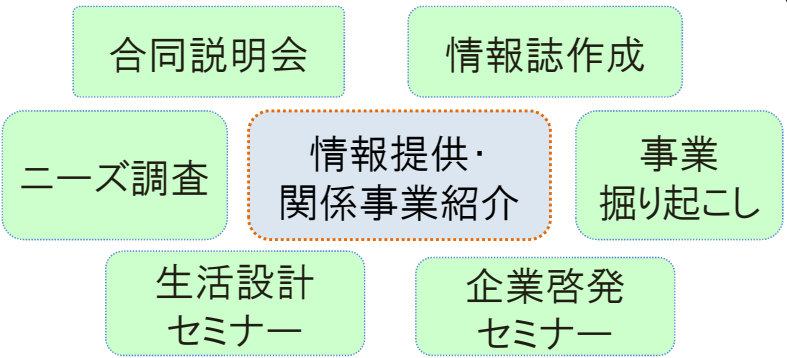 合同説明会
情報誌作成
ニーズ調査
情報提供・
関係事業紹介
事業
掘り起こし
生活設計
セミナー
企業啓発
セミナー